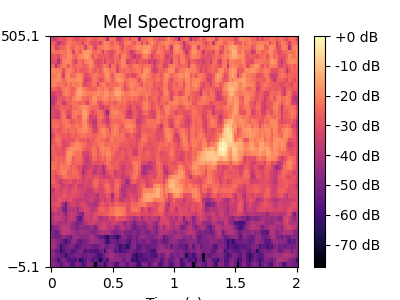 Mel Spectrogram
505.1
-5.1
0
0.5
1
1.5
2
+0 dB
-10 dB
-20 dB
-30 dB
-40 dB
-50 dB
-60 dB
-70 dB